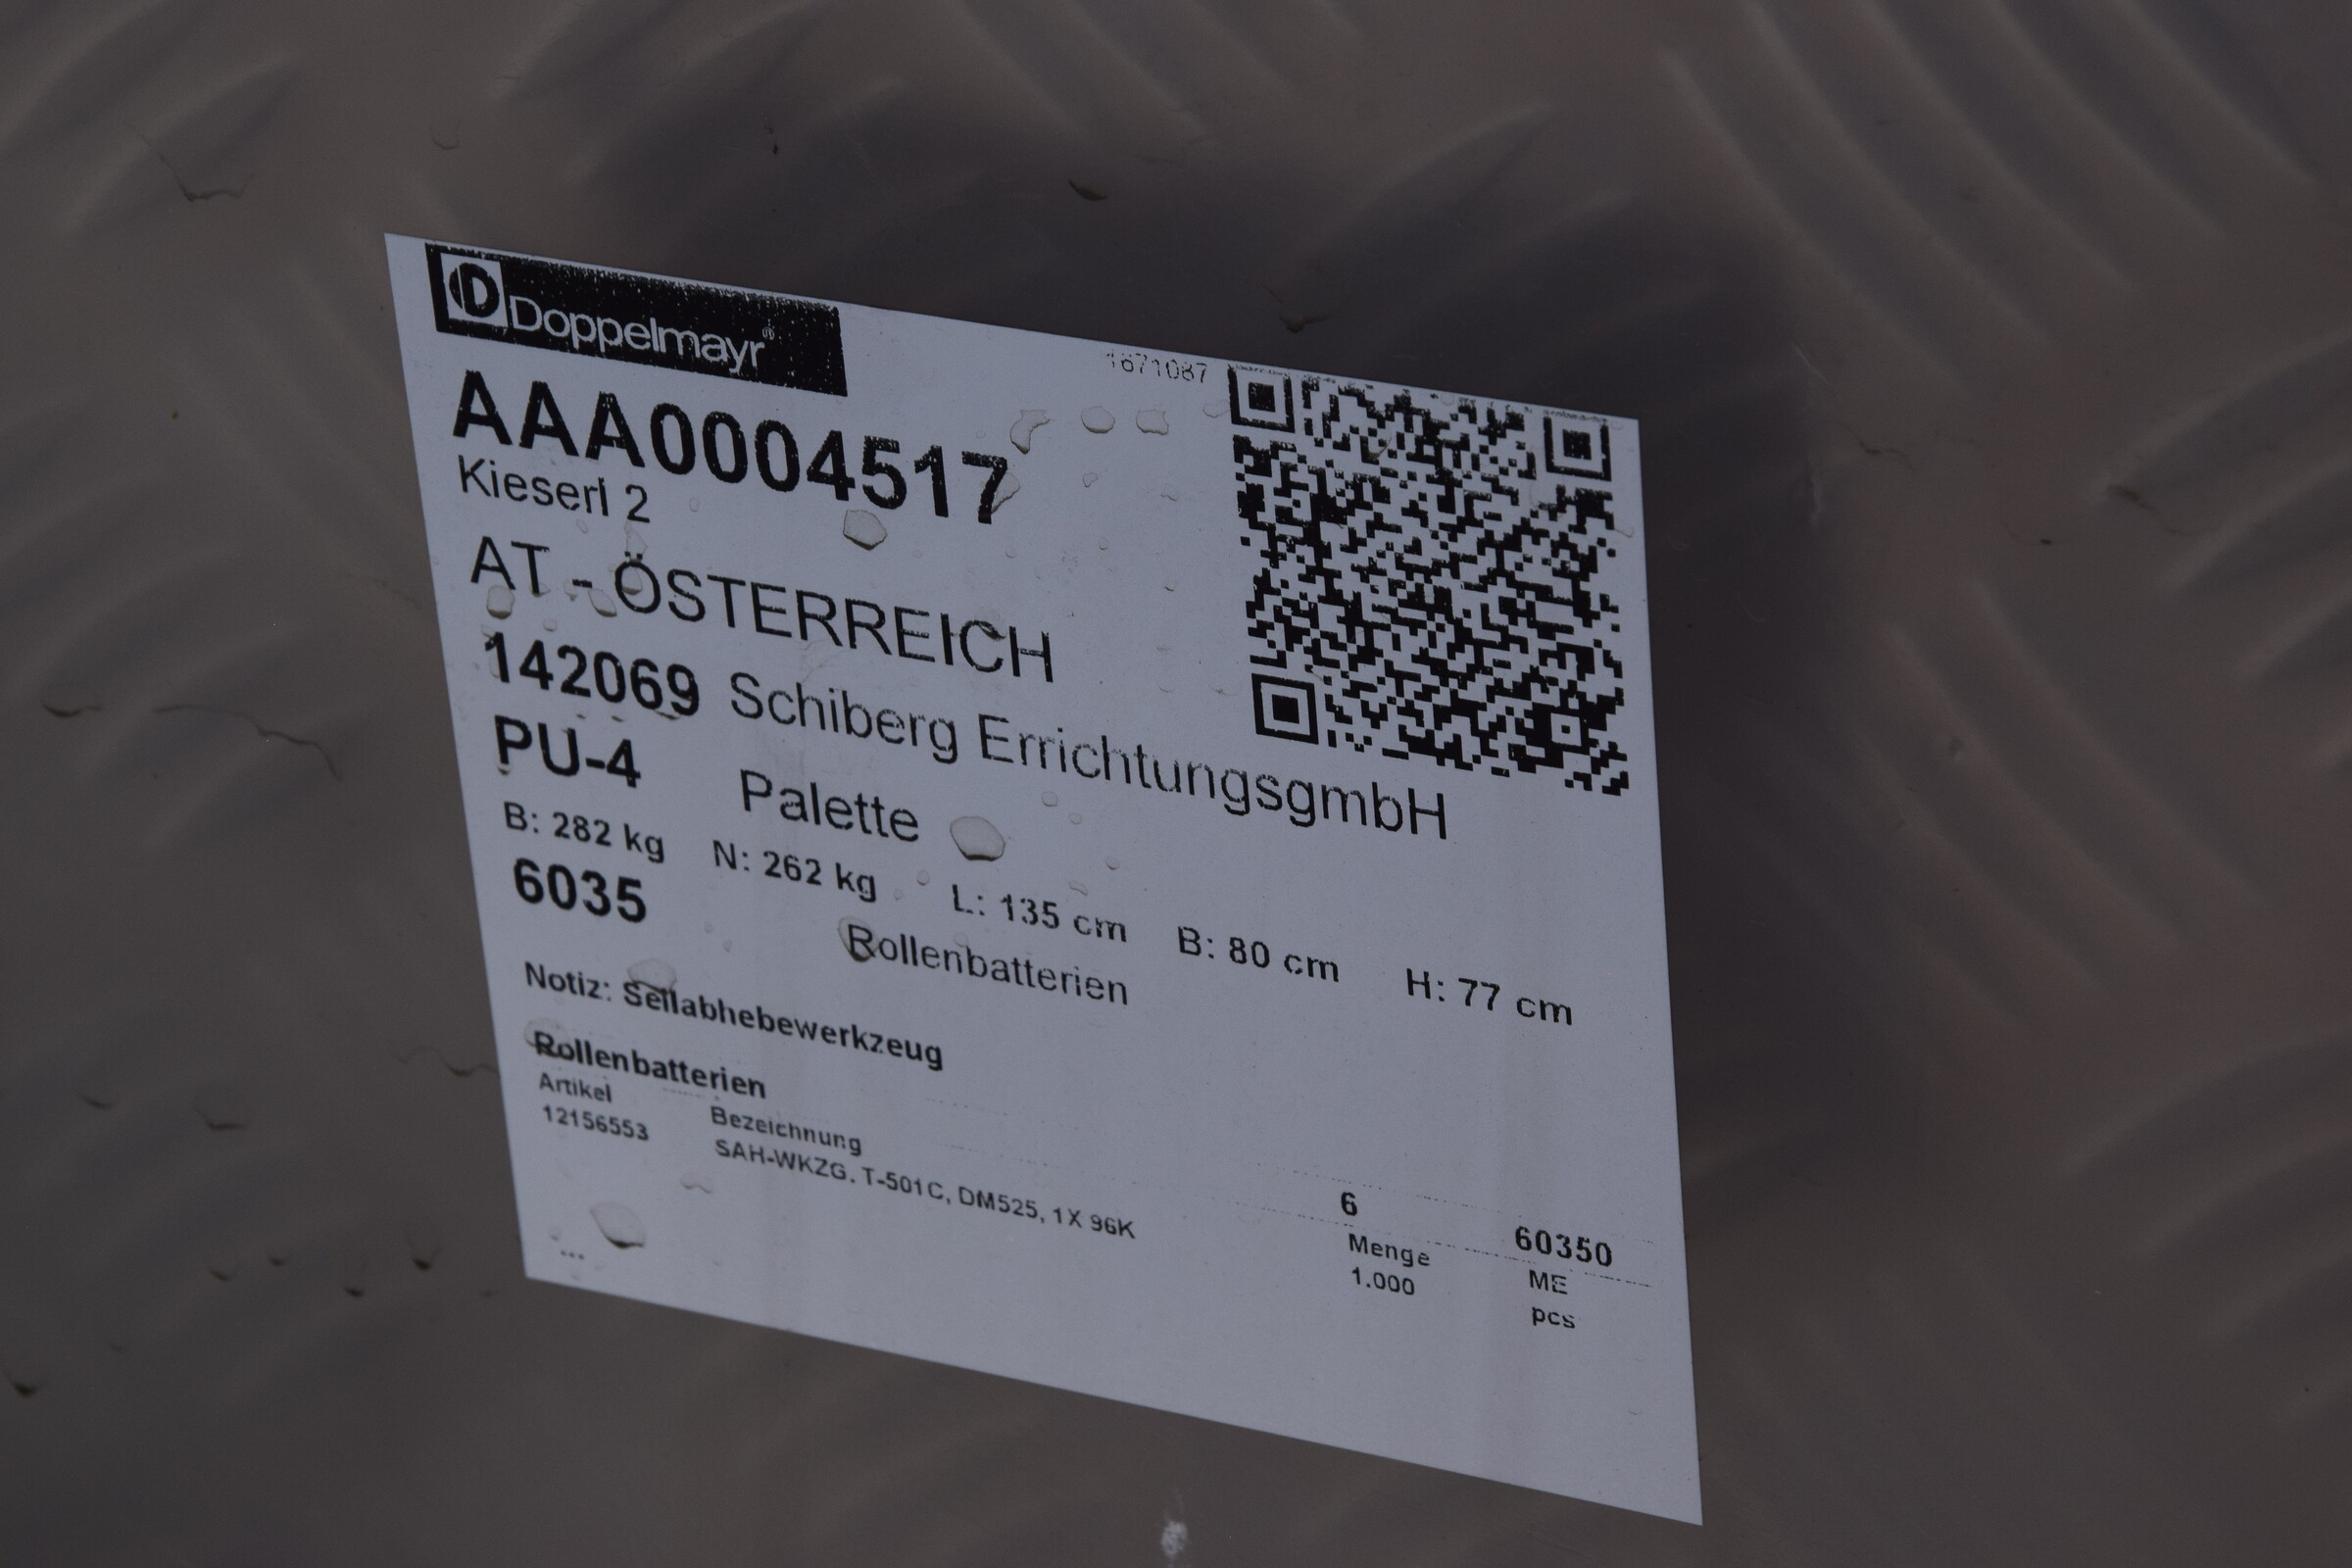 Doppelmayr®
1671087
AAA0004517
Kieserl 2
AT - ÖSTERREICH
142069 Schiberg ErrichtungsgmbH
PU-4 Palette
B: 282 kg N: 262 kg L: 135 cm B: 80 cm H: 77 cm
6035 Rollenbatterien
Notiz: Seilabhebewerkzeug
Rollenbatterien 6 60350
Artikel Bezeichnung Menge ME
12156553 SAH-WKZG. T-501C, DM525, 1X 96K 1.000 pcs
...